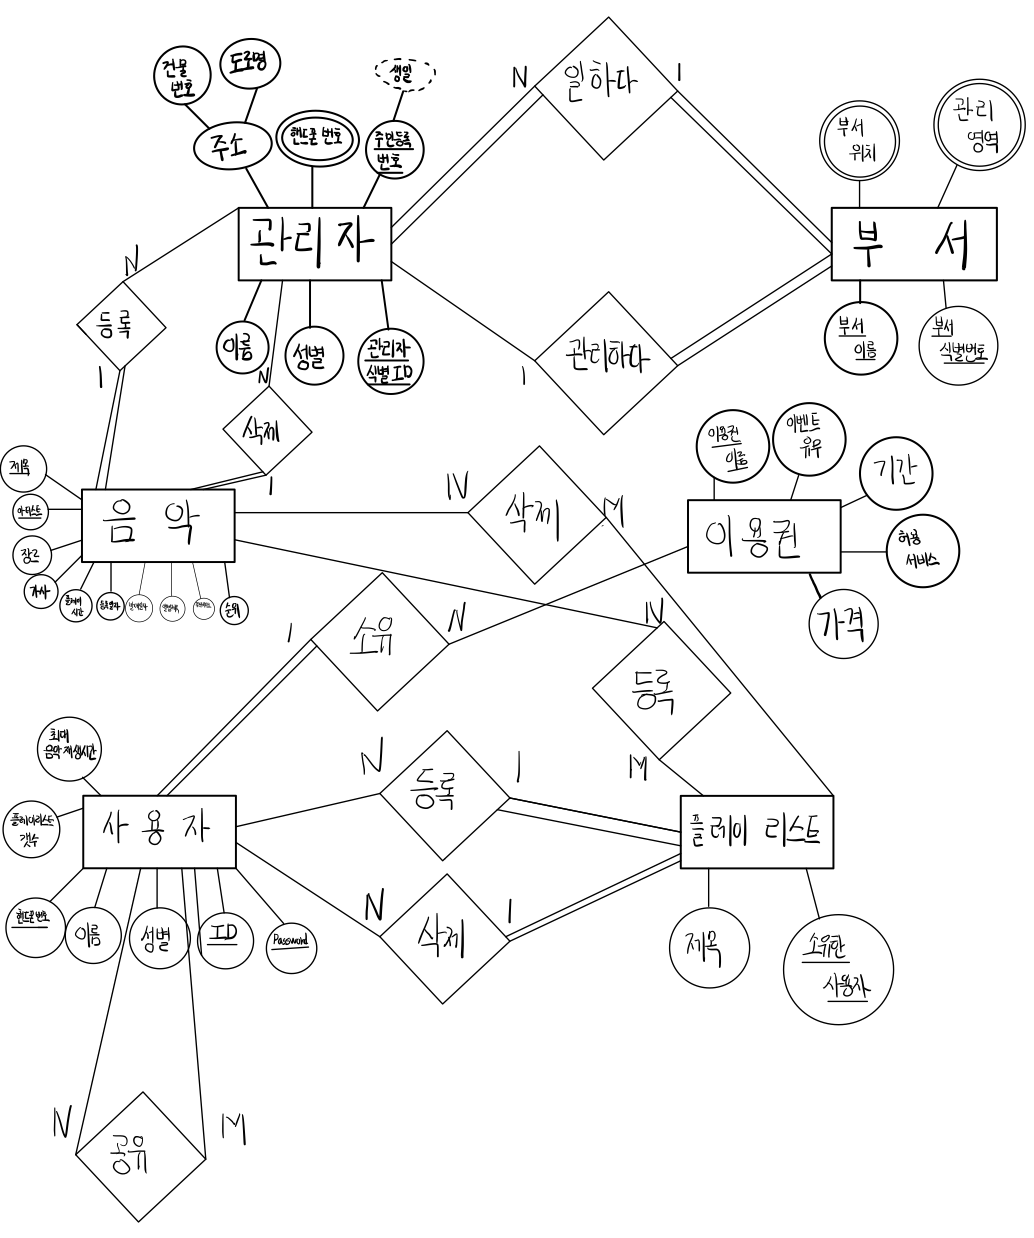 건물
번호
도로명
주소
핸드폰 번호
생일
주민등록
번호
N
일하다
1
부서
위치
관리
영역
관리자
부 서
N
등록
1
이름
성별
관리자
식별 ID
N
삭제
1
관리하다
1
부서
이름
부서
식별번호
제목
아티스트
장르
가사
플레이
시간
순위
음 악
N
삭제
M
이용권
이름
이벤트
유무
기간
이용권
허용
서비스
가격
1
소유
N
N
등록
M
최대
음악 재생시간
플레이리스트
갯수
사 용 자
핸드폰 번호
이름
성별
ID
Password
N
등록
1
N
삭제
1
플레이 리스트
제목
소유한
사용자
N
공유
M